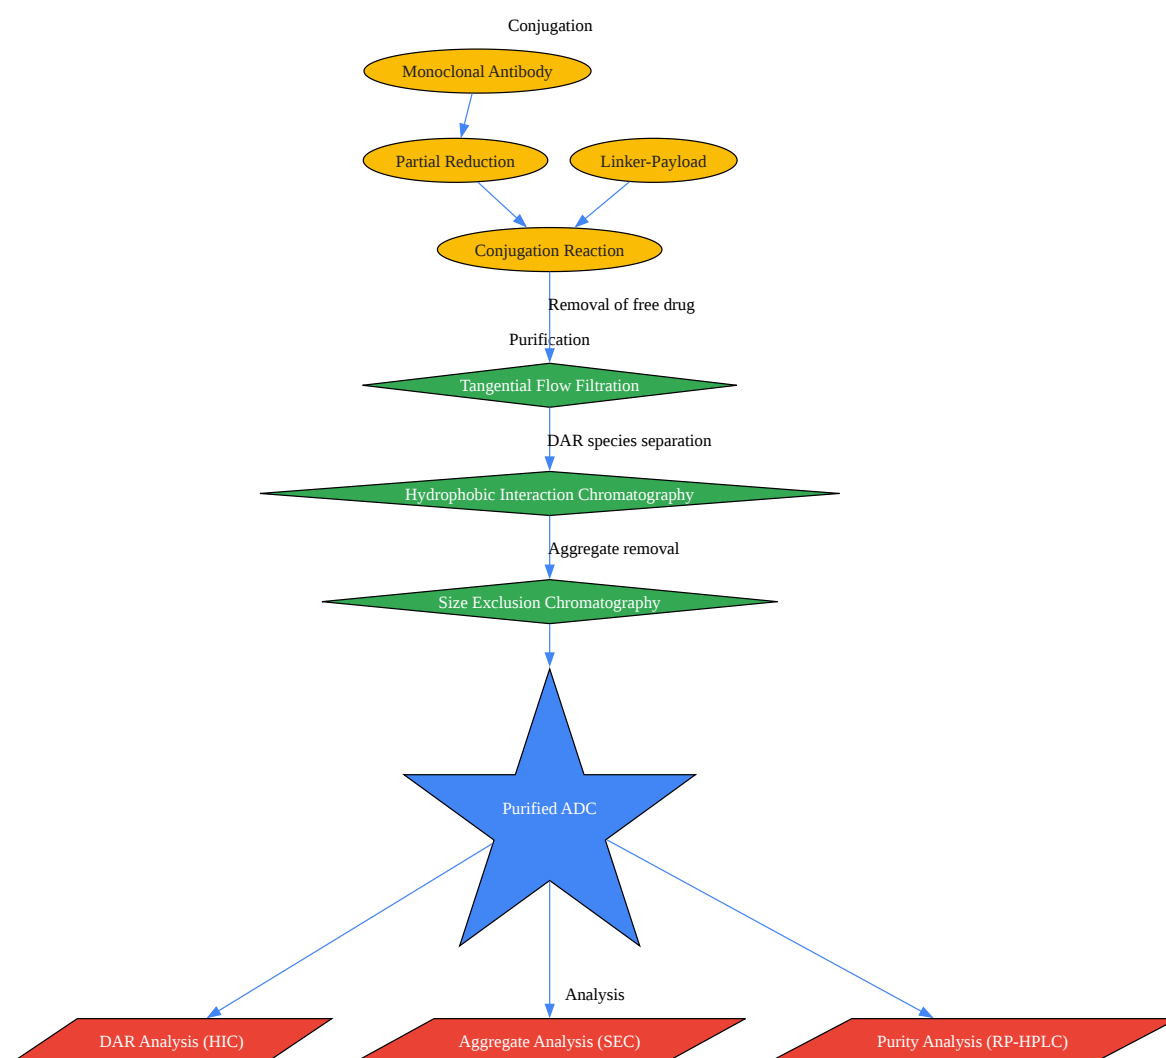 Conjugation
Monoclonal Antibody
Partial Reduction
Linker-Payload
Conjugation Reaction
Removal of free drug
Purification
Tangential Flow Filtration
DAR species separation
Hydrophobic Interaction Chromatography
Aggregate removal
Size Exclusion Chromatography
Purified ADC
Analysis
DAR Analysis (HIC)
Aggregate Analysis (SEC)
Purity Analysis (RP-HPLC)